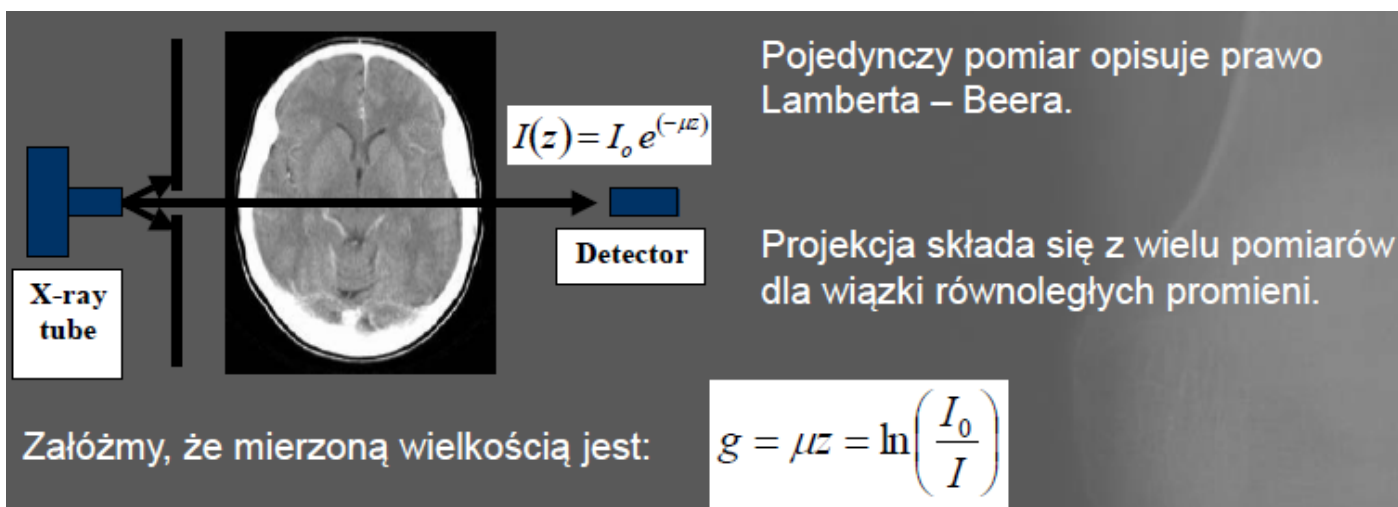 Pojedynczy pomiar opisuje prawo
Lamberta – Beera.
I(z) = I_o e^{(-μz)}
Detector
X-ray
tube
Projekcja składa się z wielu pomiarów
dla wiązki równoległych promieni.
Załóżmy, że mierzoną wielkością jest:
g = μz = ln(I_0 / I)